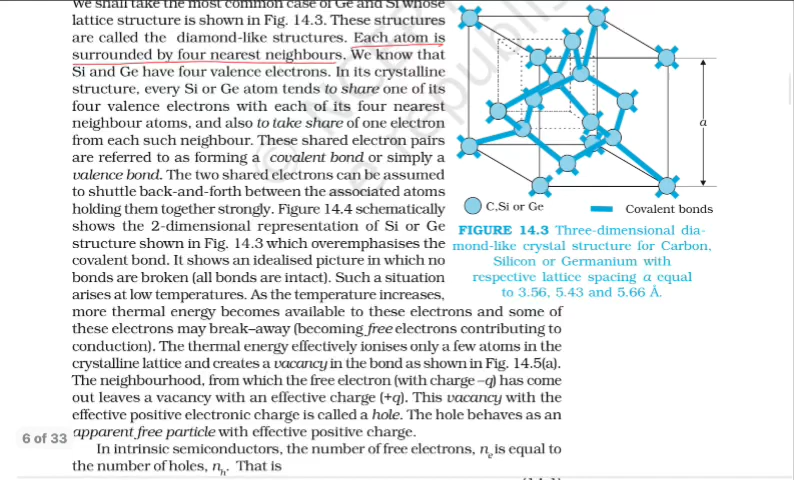 We shall take the most common case of Ge and Si whose
lattice structure is shown in Fig. 14.3. These structures
are called the diamond-like structures. Each atom is
surrounded by four nearest neighbours. We know that
Si and Ge have four valence electrons. In its crystalline
structure, every Si or Ge atom tends to share one of its
four valence electrons with each of its four nearest
neighbour atoms, and also to take share of one electron
from each such neighbour. These shared electron pairs
are referred to as forming a covalent bond or simply a
valence bond. The two shared electrons can be assumed
to shuttle back-and-forth between the associated atoms
holding them together strongly. Figure 14.4 schematically
shows the 2-dimensional representation of Si or Ge
structure shown in Fig. 14.3 which overemphasises the
covalent bond. It shows an idealised picture in which no
bonds are broken (all bonds are intact). Such a situation
arises at low temperatures. As the temperature increases,
more thermal energy becomes available to these electrons and some of
these electrons may break–away (becoming free electrons contributing to
conduction). The thermal energy effectively ionises only a few atoms in the
crystalline lattice and creates a vacancy in the bond as shown in Fig. 14.5(a).
The neighbourhood, from which the free electron (with charge –q) has come
out leaves a vacancy with an effective charge (+q). This vacancy with the
effective positive electronic charge is called a hole. The hole behaves as an
apparent free particle with effective positive charge.
In intrinsic semiconductors, the number of free electrons, nₑ is equal to
the number of holes, nₕ. That is
a
C,Si or Ge
Covalent bonds
FIGURE 14.3 Three-dimensional dia-
mond-like crystal structure for Carbon,
Silicon or Germanium with
respective lattice spacing a equal
to 3.56, 5.43 and 5.66 Å.
6 of 33